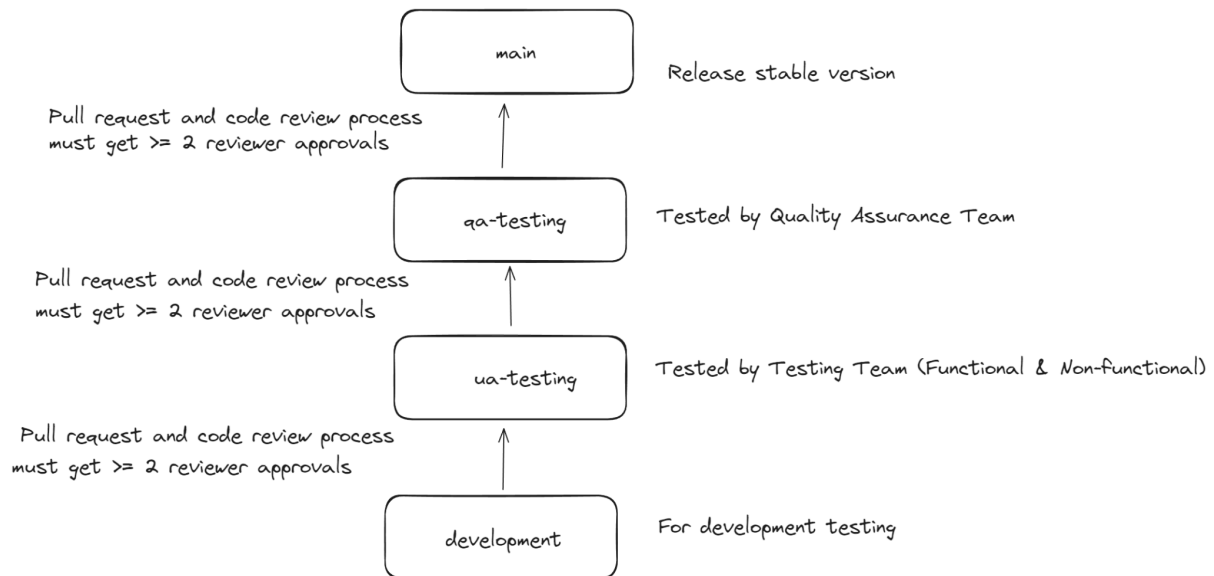 main
Release stable version
Pull request and code review process
must get >= 2 reviewer approvals
qa-testing
Tested by Quality Assurance Team
Pull request and code review process
must get >= 2 reviewer approvals
ua-testing
Tested by Testing Team (Functional & Non-functional)
Pull request and code review process
must get >= 2 reviewer approvals
development
For development testing